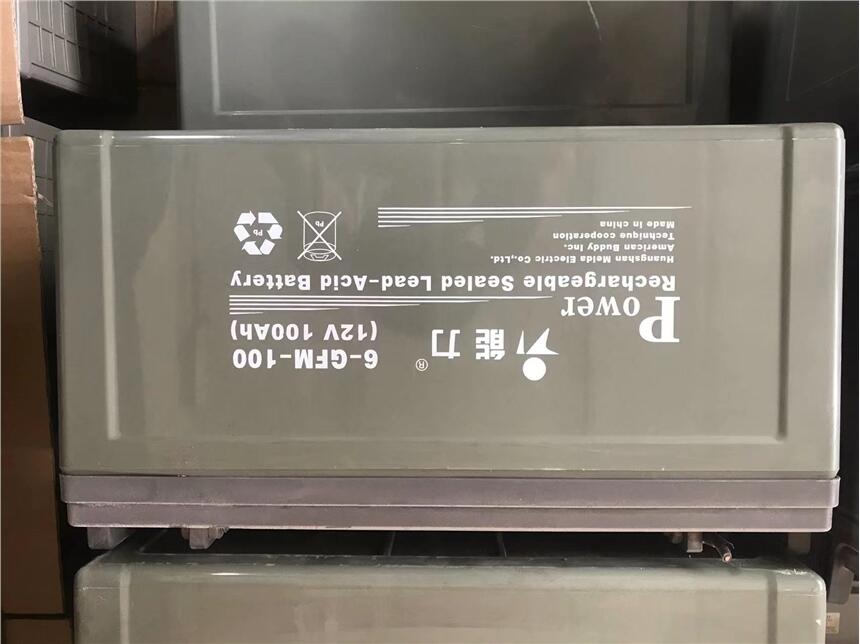 能力®
6-GFM-100
Power
(12V 100Ah)
Rechargeable Sealed Lead-Acid Battery
Huangshan Meida Electric Co.,Ltd.
American Buddy Inc.
Technique cooperation
Made in china
Pb
Pb